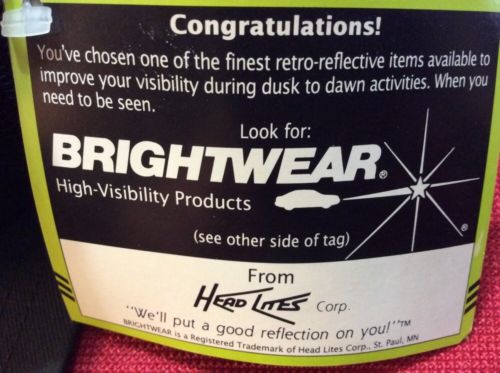 Congratulations!
You've chosen one of the finest retro-reflective items available to
improve your visibility during dusk to dawn activities. When you
need to be seen.
Look for:
BRIGHTWEAR®
High-Visibility Products
®
(see other side of tag)
From
HEAD LITES Corp.
"We'll put a good reflection on you!"™
BRIGHTWEAR is a Registered Trademark of Head Lites Corp., St. Paul, MN